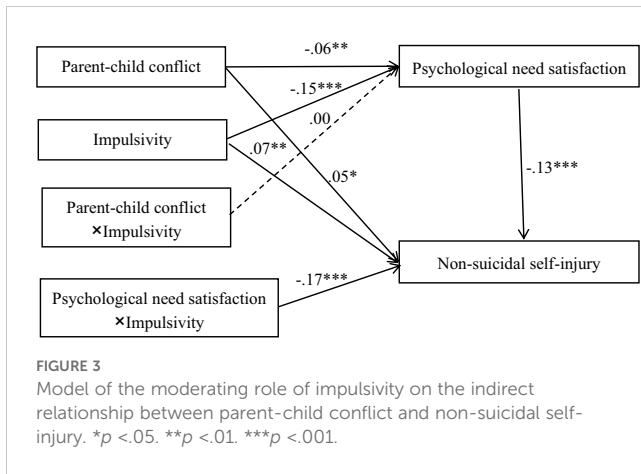 -.06**
Parent-child conflict
Psychological need satisfaction
-.15***
.00
Impulsivity
.07**
.05*
-.13***
Parent-child conflict
×Impulsivity
Non-suicidal self-injury
-.17***
Psychological need satisfaction
×Impulsivity
FIGURE 3
Model of the moderating role of impulsivity on the indirect
relationship between parent-child conflict and non-suicidal self-
injury. *p <.05. **p <.01. ***p <.001.